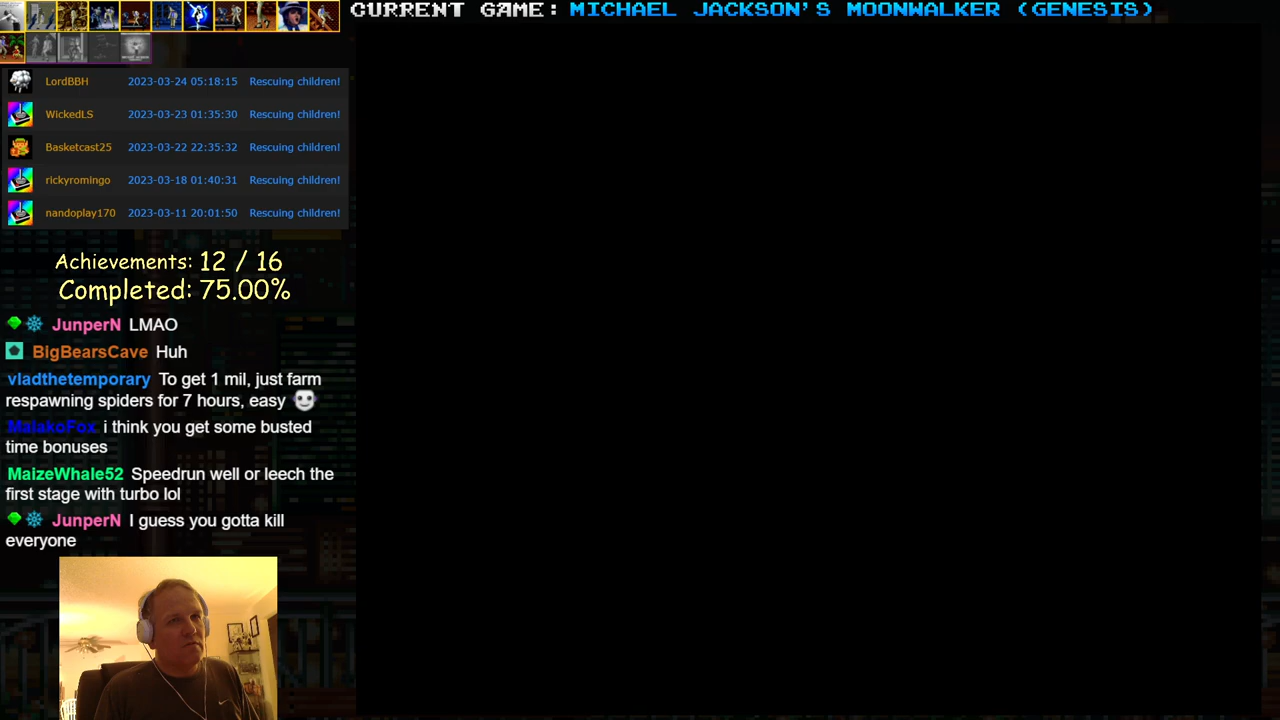 CURRENT GAME: MICHAEL JACKSON'S MOONWALKER (GENESIS)
LordBBH 2023-03-24 05:18:15 Rescuing children!
WickedLS 2023-03-23 01:35:30 Rescuing children!
Basketcast25 2023-03-22 22:35:32 Rescuing children!
rickyromingo 2023-03-18 01:40:31 Rescuing children!
nandoplay170 2023-03-11 20:01:50 Rescuing children!
Achievements: 12 / 16
Completed: 75.00%
JunperN LMAO
BigBearsCave Huh
vladthetemporary To get 1 mil, just farm
respawning spiders for 7 hours, easy
MalakoFox i think you get some busted
time bonuses
MaizeWhale52 Speedrun well or leech the
first stage with turbo lol
JunperN I guess you gotta kill
everyone